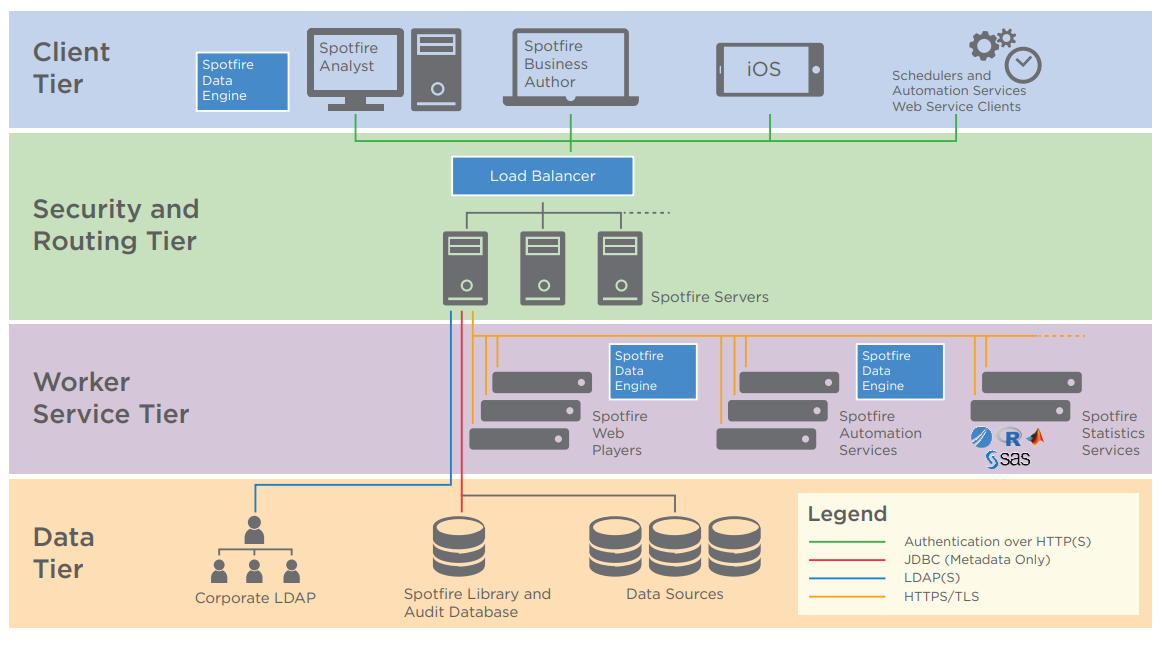 Client
Tier
Spotfire
Data
Engine
Spotfire
Analyst
Spotfire
Business
Author
iOS
Schedulers and
Automation Services
Web Service Clients
Security and
Routing Tier
Load Balancer
Spotfire Servers
Worker
Service Tier
Spotfire
Data
Engine
Spotfire
Web
Players
Spotfire
Data
Engine
Spotfire
Automation
Services
R
sas
Spotfire
Statistics
Services
Data
Tier
Corporate LDAP
Spotfire Library and
Audit Database
Data Sources
Legend
Authentication over HTTP(S)
JDBC (Metadata Only)
LDAP(S)
HTTPS/TLS